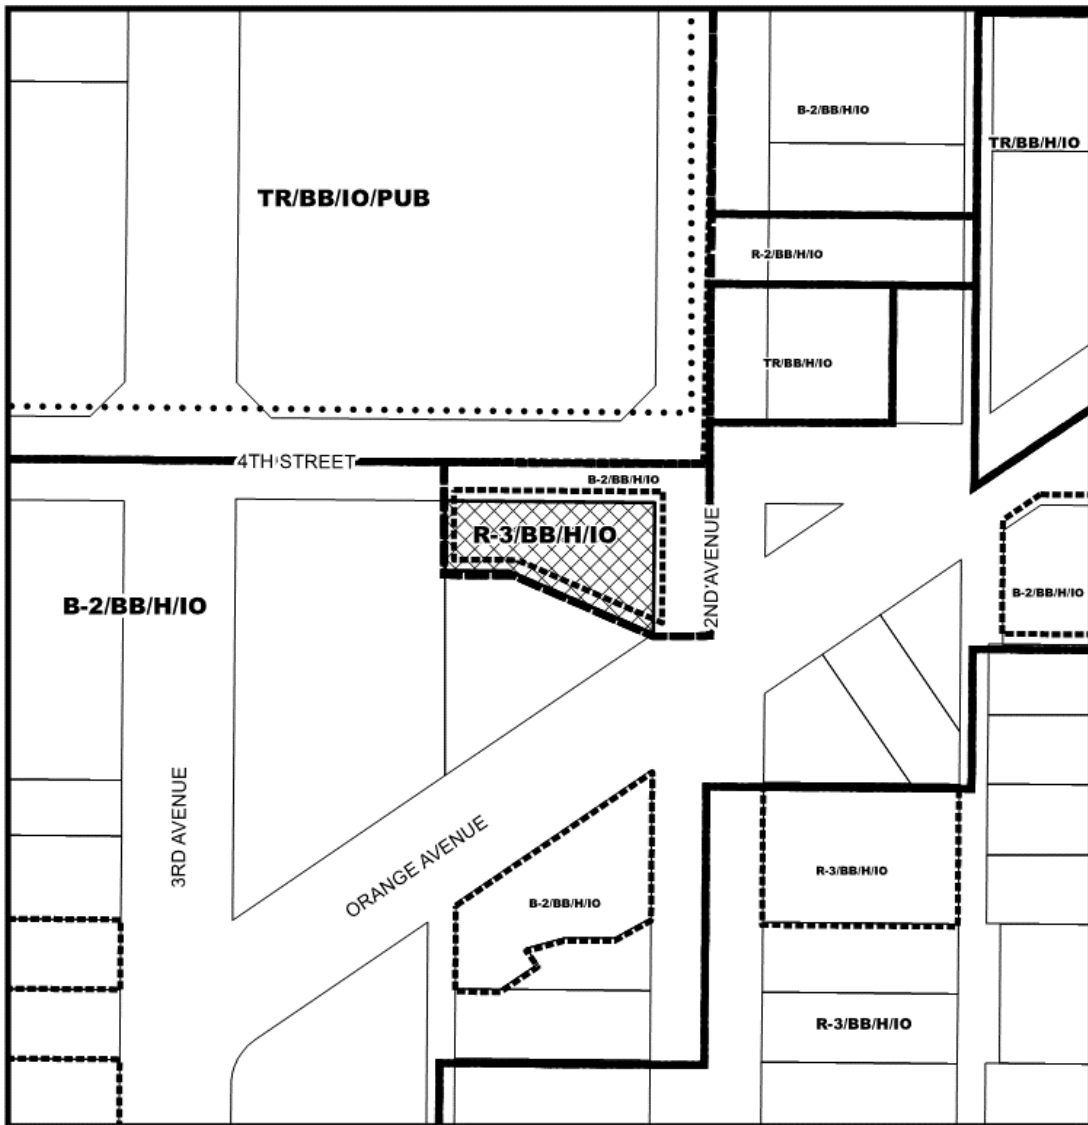 B-2/BB/H/IO
TR/BB/H/IO
TR/BB/IO/PUB
R-2/BB/H/IO
TR/BB/H/IO
4TH STREET
B-2/BB/H/IO
R-3/BB/H/IO
2ND AVENUE
B-2/BB/H/IO
B-2/BB/H/IO
3RD AVENUE
ORANGE AVENUE
R-3/BB/H/IO
B-2/BB/H/IO
R-3/BB/H/IO